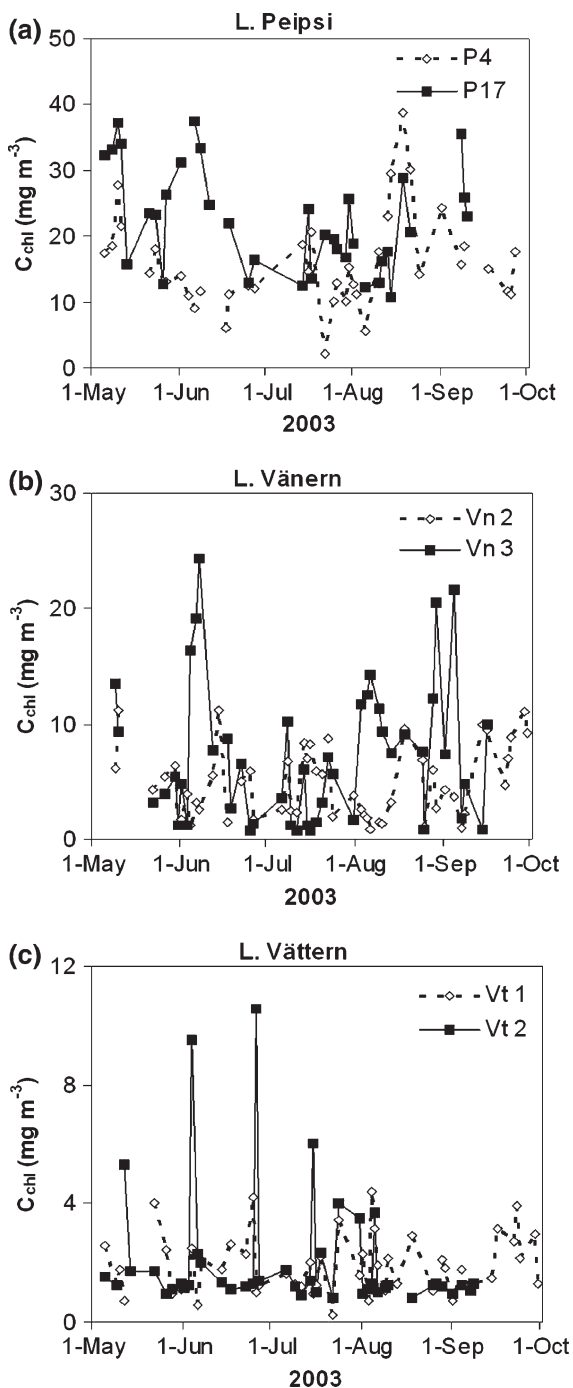 (a) L. Peipsi
50
40
30
20
10
0
C chl (mg m-3)
P4
P17
1-May 1-Jun 1-Jul 1-Aug 1-Sep 1-Oct
2003
(b) L. Vänern
30
20
10
0
C chl (mg m-3)
Vn 2
Vn 3
1-May 1-Jun 1-Jul 1-Aug 1-Sep 1-Oct
2003
(c) L. Vättern
12
8
4
0
C chl (mg m-3)
Vt 1
Vt 2
1-May 1-Jun 1-Jul 1-Aug 1-Sep 1-Oct
2003